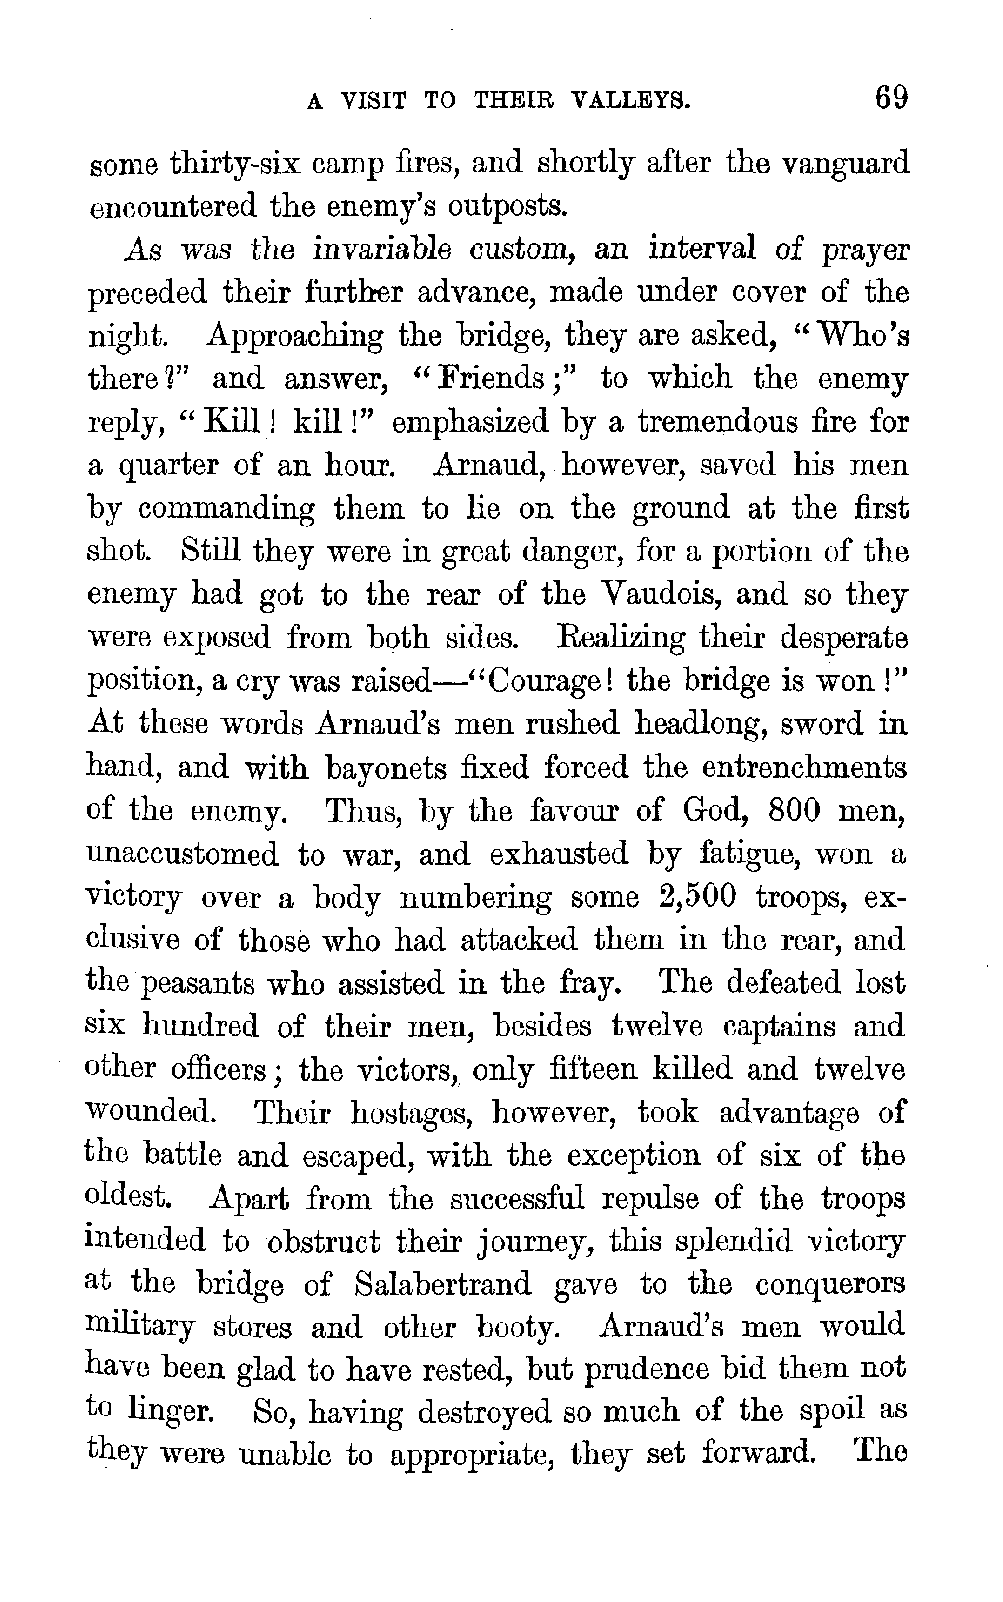 A VISIT TO THEIR VALLEYS. 69
some thirty-six camp fires, and shortly after the vanguard
encountered the enemy's outposts.
As was the invariable custom, an interval of prayer
preceded their further advance, made under cover of the
night. Approaching the bridge, they are asked, "Who's
there?" and answer, "Friends;" to which the enemy
reply, "Kill! kill!" emphasized by a tremendous fire for
a quarter of an hour. Arnaud, however, saved his men
by commanding them to lie on the ground at the first
shot. Still they were in great danger, for a portion of the
enemy had got to the rear of the Vaudois, and so they
were exposed from both sides. Realizing their desperate
position, a cry was raised—"Courage! the bridge is won!"
At these words Arnaud's men rushed headlong, sword in
hand, and with bayonets fixed forced the entrenchments
of the enemy. Thus, by the favour of God, 800 men,
unaccustomed to war, and exhausted by fatigue, won a
victory over a body numbering some 2,500 troops, ex-
clusive of those who had attacked them in the rear, and
the peasants who assisted in the fray. The defeated lost
six hundred of their men, besides twelve captains and
other officers; the victors, only fifteen killed and twelve
wounded. Their hostages, however, took advantage of
the battle and escaped, with the exception of six of the
oldest. Apart from the successful repulse of the troops
intended to obstruct their journey, this splendid victory
at the bridge of Salabertrand gave to the conquerors
military stores and other booty. Arnaud's men would
have been glad to have rested, but prudence bid them not
to linger. So, having destroyed so much of the spoil as
they were unable to appropriate, they set forward. The